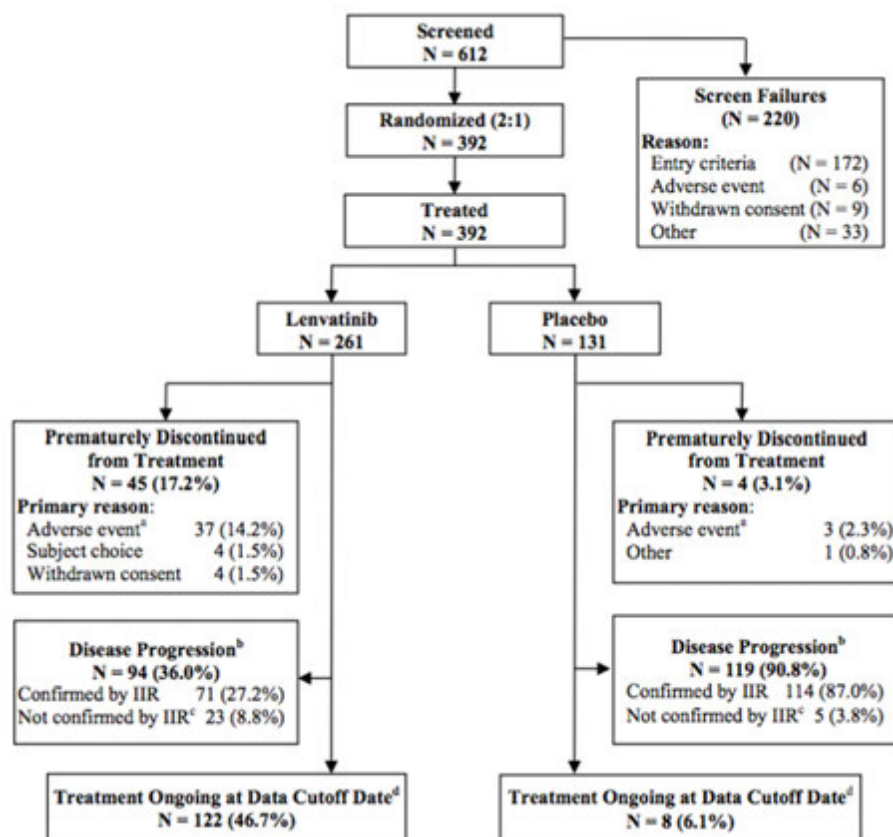 Screened
N = 612
Screen Failures
(N = 220)
Reason:
Entry criteria (N = 172)
Adverse event (N = 6)
Withdrawn consent (N = 9)
Other (N = 33)
Randomized (2:1)
N = 392
Treated
N = 392
Lenvatinib
N = 261
Placebo
N = 131
Prematurely Discontinued
from Treatment
N = 45 (17.2%)
Primary reason:
Adverse eventᵃ 37 (14.2%)
Subject choice 4 (1.5%)
Withdrawn consent 4 (1.5%)
Prematurely Discontinued
from Treatment
N = 4 (3.1%)
Primary reason:
Adverse eventᵃ 3 (2.3%)
Other 1 (0.8%)
Disease Progressionᵇ
N = 94 (36.0%)
Confirmed by IIR 71 (27.2%)
Not confirmed by IIRᶜ 23 (8.8%)
Disease Progressionᵇ
N = 119 (90.8%)
Confirmed by IIR 114 (87.0%)
Not confirmed by IIRᶜ 5 (3.8%)
Treatment Ongoing at Data Cutoff Dateᵈ
N = 122 (46.7%)
Treatment Ongoing at Data Cutoff Dateᵈ
N = 8 (6.1%)